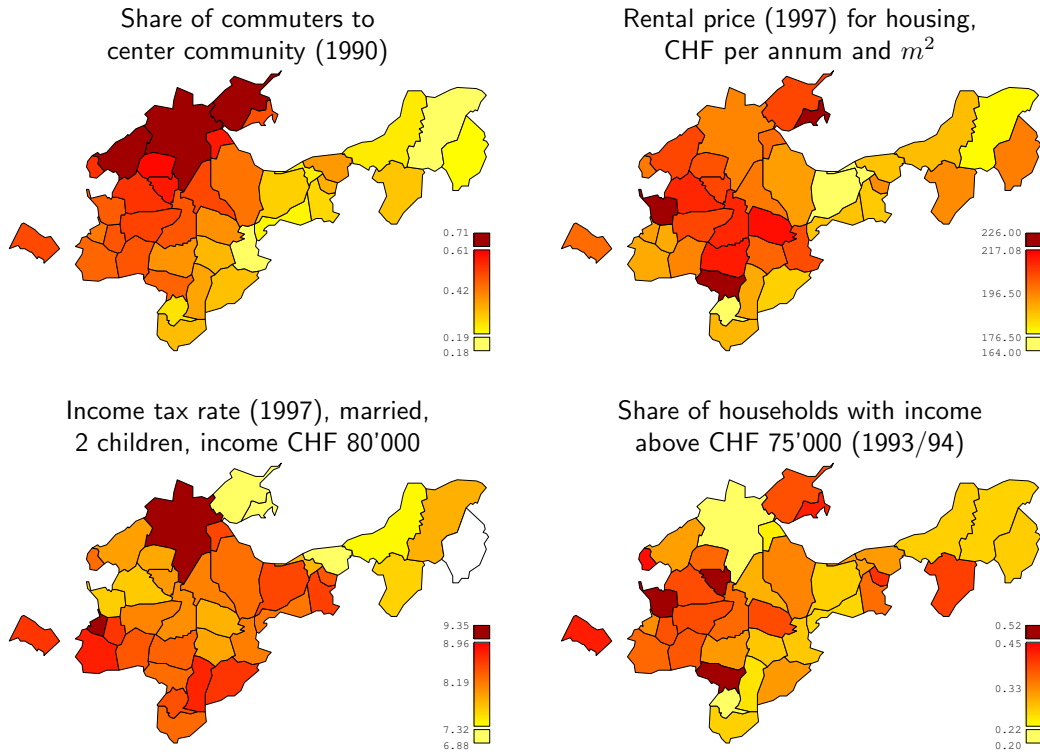 Share of commuters to
center community (1990)
0.71
0.61
0.42
0.19
0.18
Rental price (1997) for housing,
CHF per annum and m²
226.00
217.08
196.50
176.50
164.00
Income tax rate (1997), married,
2 children, income CHF 80'000
9.35
8.96
8.19
7.32
6.88
Share of households with income
above CHF 75'000 (1993/94)
0.52
0.45
0.33
0.22
0.20